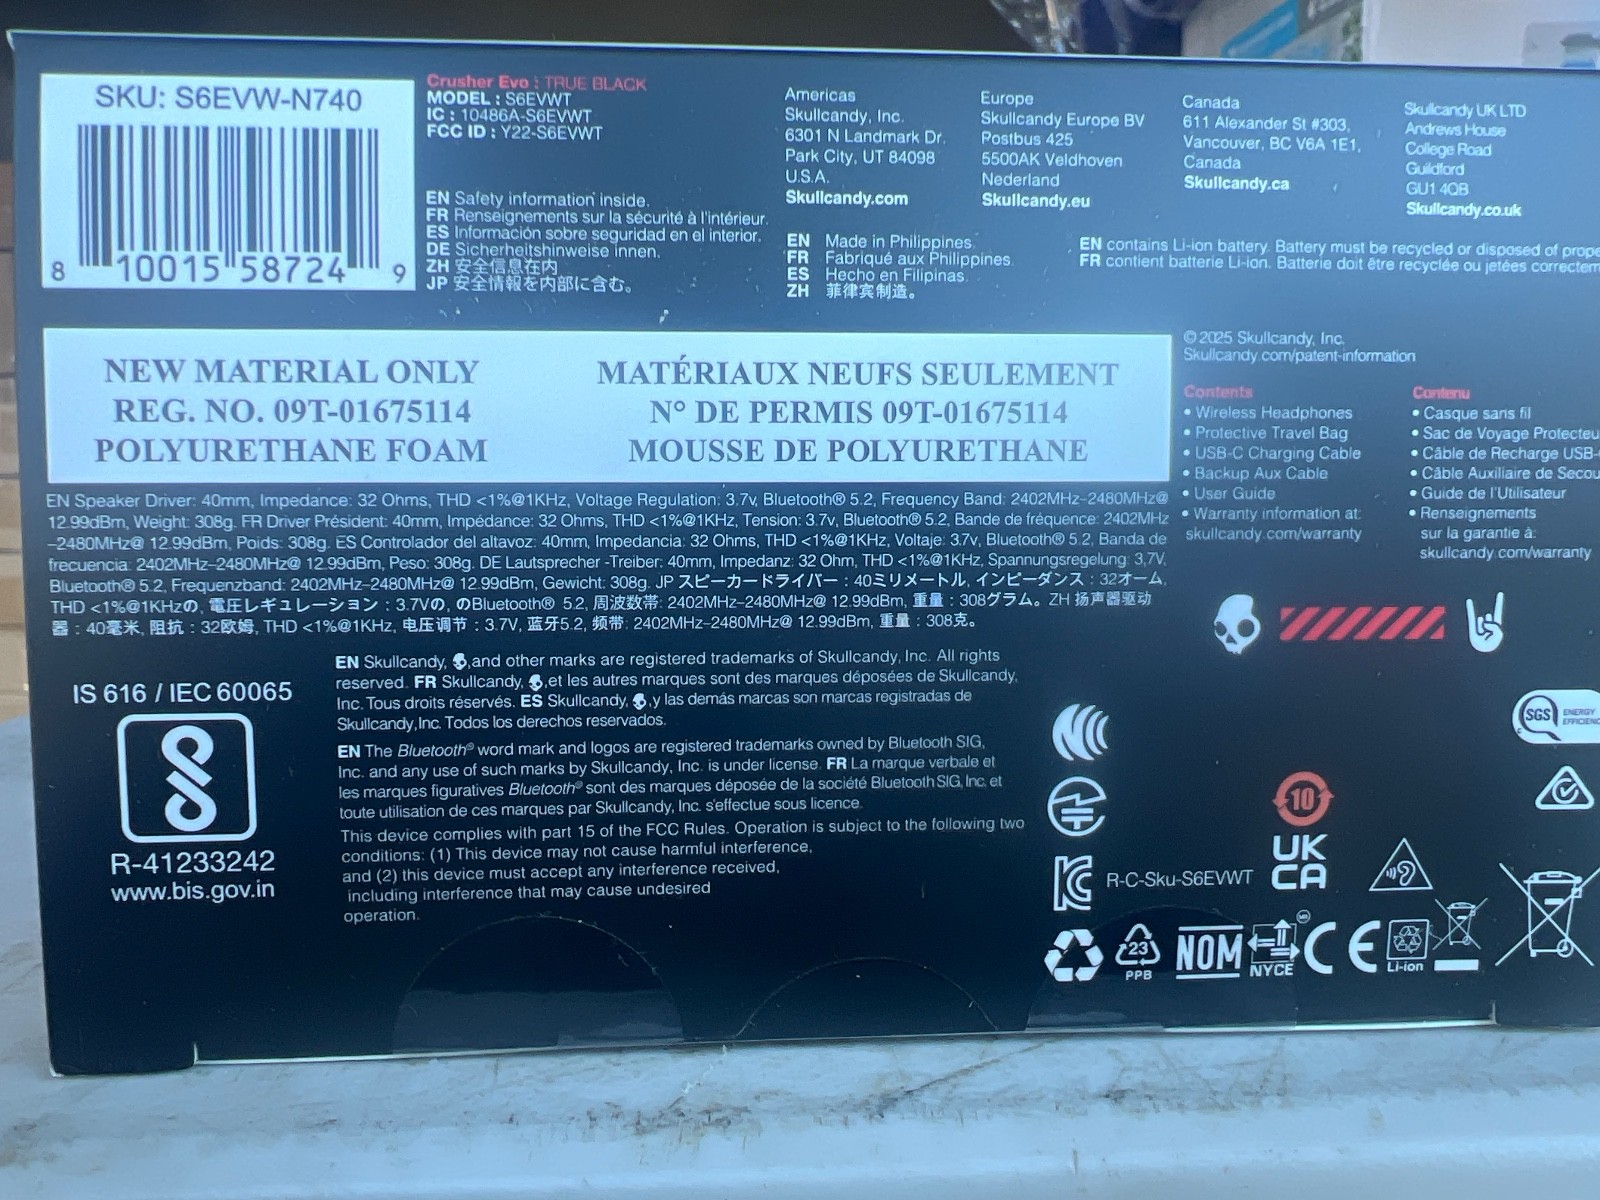 SKU: S6EVW-N740
8 10015 58724 9
Crusher Evo : TRUE BLACK
MODEL : S6EVWT
IC : 10486A-S6EVWT
FCC ID : Y22-S6EVWT
EN Safety information inside.
FR Renseignements sur la sécurité à l'intérieur.
ES Información sobre seguridad en el interior.
DE Sicherheitshinweise innen.
ZH 安全信息在内
JP 安全情報を内部に含む。
Americas
Skullcandy, Inc.
6301 N Landmark Dr.
Park City, UT 84098
U.S.A.
Skullcandy.com
Europe
Skullcandy Europe BV
Postbus 425
5500AK Veldhoven
Nederland
Skullcandy.eu
Canada
611 Alexander St #303,
Vancouver, BC V6A 1E1,
Canada
Skullcandy.ca
Skullcandy UK LTD
Andrews House
College Road
Guildford
GU1 4QB
Skullcandy.co.uk
EN Made in Philippines.
FR Fabriqué aux Philippines.
ES Hecho en Filipinas.
ZH 菲律宾制造。
EN contains Li-ion battery. Battery must be recycled or disposed of prope
FR contient batterie Li-ion. Batterie doit être recyclée ou jetées correctem
NEW MATERIAL ONLY
REG. NO. 09T-01675114
POLYURETHANE FOAM
MATÉRIAUX NEUFS SEULEMENT
N° DE PERMIS 09T-01675114
MOUSSE DE POLYURETHANE
© 2025 Skullcandy, Inc.
Skullcandy.com/patent-information
Contents
• Wireless Headphones
• Protective Travel Bag
• USB-C Charging Cable
• Backup Aux Cable
• User Guide
• Warranty information at:
skullcandy.com/warranty
Contenu
• Casque sans fil
• Sac de Voyage Protecteu
• Câble de Recharge USB-
• Câble Auxiliaire de Secou
• Guide de l'Utilisateur
• Renseignements
sur la garantie à:
skullcandy.com/warranty
EN Speaker Driver: 40mm, Impedance: 32 Ohms, THD <1%@1KHz, Voltage Regulation: 3.7v, Bluetooth® 5.2, Frequency Band: 2402MHz–2480MHz@
12.99dBm, Weight: 308g. FR Driver Président: 40mm, Impédance: 32 Ohms, THD <1%@1KHz, Tension: 3.7v, Bluetooth® 5.2, Bande de fréquence: 2402MHz
–2480MHz@ 12.99dBm, Poids: 308g. ES Controlador del altavoz: 40mm, Impedancia: 32 Ohms, THD <1%@1KHz, Voltaje: 3.7v, Bluetooth® 5.2, Banda de
frecuencia: 2402MHz–2480MHz@ 12.99dBm, Peso: 308g. DE Lautsprecher -Treiber: 40mm, Impedanz: 32 Ohm, THD <1%@1KHz, Spannungsregelung: 3,7V,
Bluetooth® 5.2, Frequenzband: 2402MHz–2480MHz@ 12.99dBm, Gewicht: 308g. JP スピーカードライバー : 40ミリメートル, インピーダンス : 32オーム,
THD <1%@1KHzの, 電圧レギュレーション : 3.7Vの, のBluetooth® 5.2, 周波数帯: 2402MHz–2480MHz@ 12.99dBm, 重量 : 308グラム。ZH 扬声器驱动
器 : 40毫米, 阻抗 : 32欧姆, THD <1%@1KHz, 电压调节 : 3.7V, 蓝牙5.2, 频带: 2402MHz–2480MHz@ 12.99dBm, 重量 : 308克。
IS 616 / IEC 60065
R-41233242
www.bis.gov.in
EN Skullcandy, ,and other marks are registered trademarks of Skullcandy, Inc. All rights
reserved. FR Skullcandy, ,et les autres marques sont des marques déposées de Skullcandy,
Inc. Tous droits réservés. ES Skullcandy, ,y las demás marcas son marcas registradas de
Skullcandy,Inc. Todos los derechos reservados.
EN The Bluetooth® word mark and logos are registered trademarks owned by Bluetooth SIG,
Inc. and any use of such marks by Skullcandy, Inc. is under license. FR La marque verbale et
les marques figuratives Bluetooth® sont des marques déposée de la société Bluetooth SIG, Inc. et
toute utilisation de ces marques par Skullcandy, Inc. s'effectue sous licence.
This device complies with part 15 of the FCC Rules. Operation is subject to the following two
conditions: (1) This device may not cause harmful interference,
and (2) this device must accept any interference received,
including interference that may cause undesired
operation.
SGS ENERGY
EFFICIENC
10
UK
CA
R-C-Sku-S6EVWT
23
PPB
NOM
NYCE
CE
Li-ion